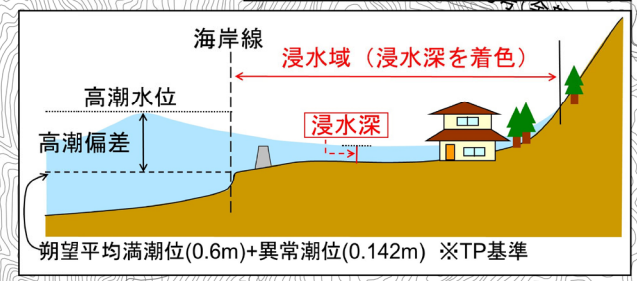 海岸線
浸水域（浸水深を着色）
高潮水位
高潮偏差
浸水深
朔望平均満潮位(0.6m)+異常潮位(0.142m) ※TP基準